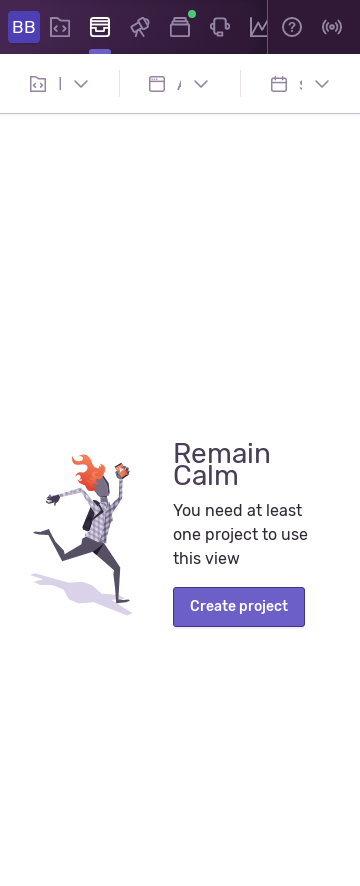 BB
Remain
Calm
You need at least
one project to use
this view
Create project